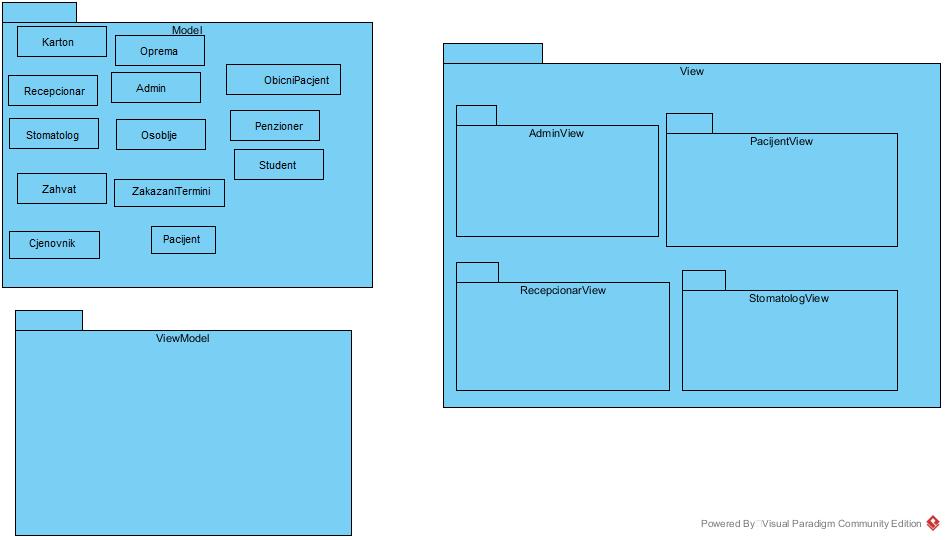 Model
Karton
Oprema
Recepcionar
Admin
ObicniPacjent
Stomatolog
Osoblje
Penzioner
Student
Zahvat
ZakazaniTermini
Cjenovnik
Pacijent
ViewModel
View
AdminView
PacijentView
RecepcionarView
StomatologView
Powered By Visual Paradigm Community Edition